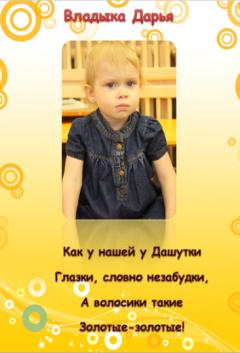 Владыка Дарья
Как у нашей у Дашутки
Глазки, словно незабудки,
А волосики такие
Золотые-золотые!